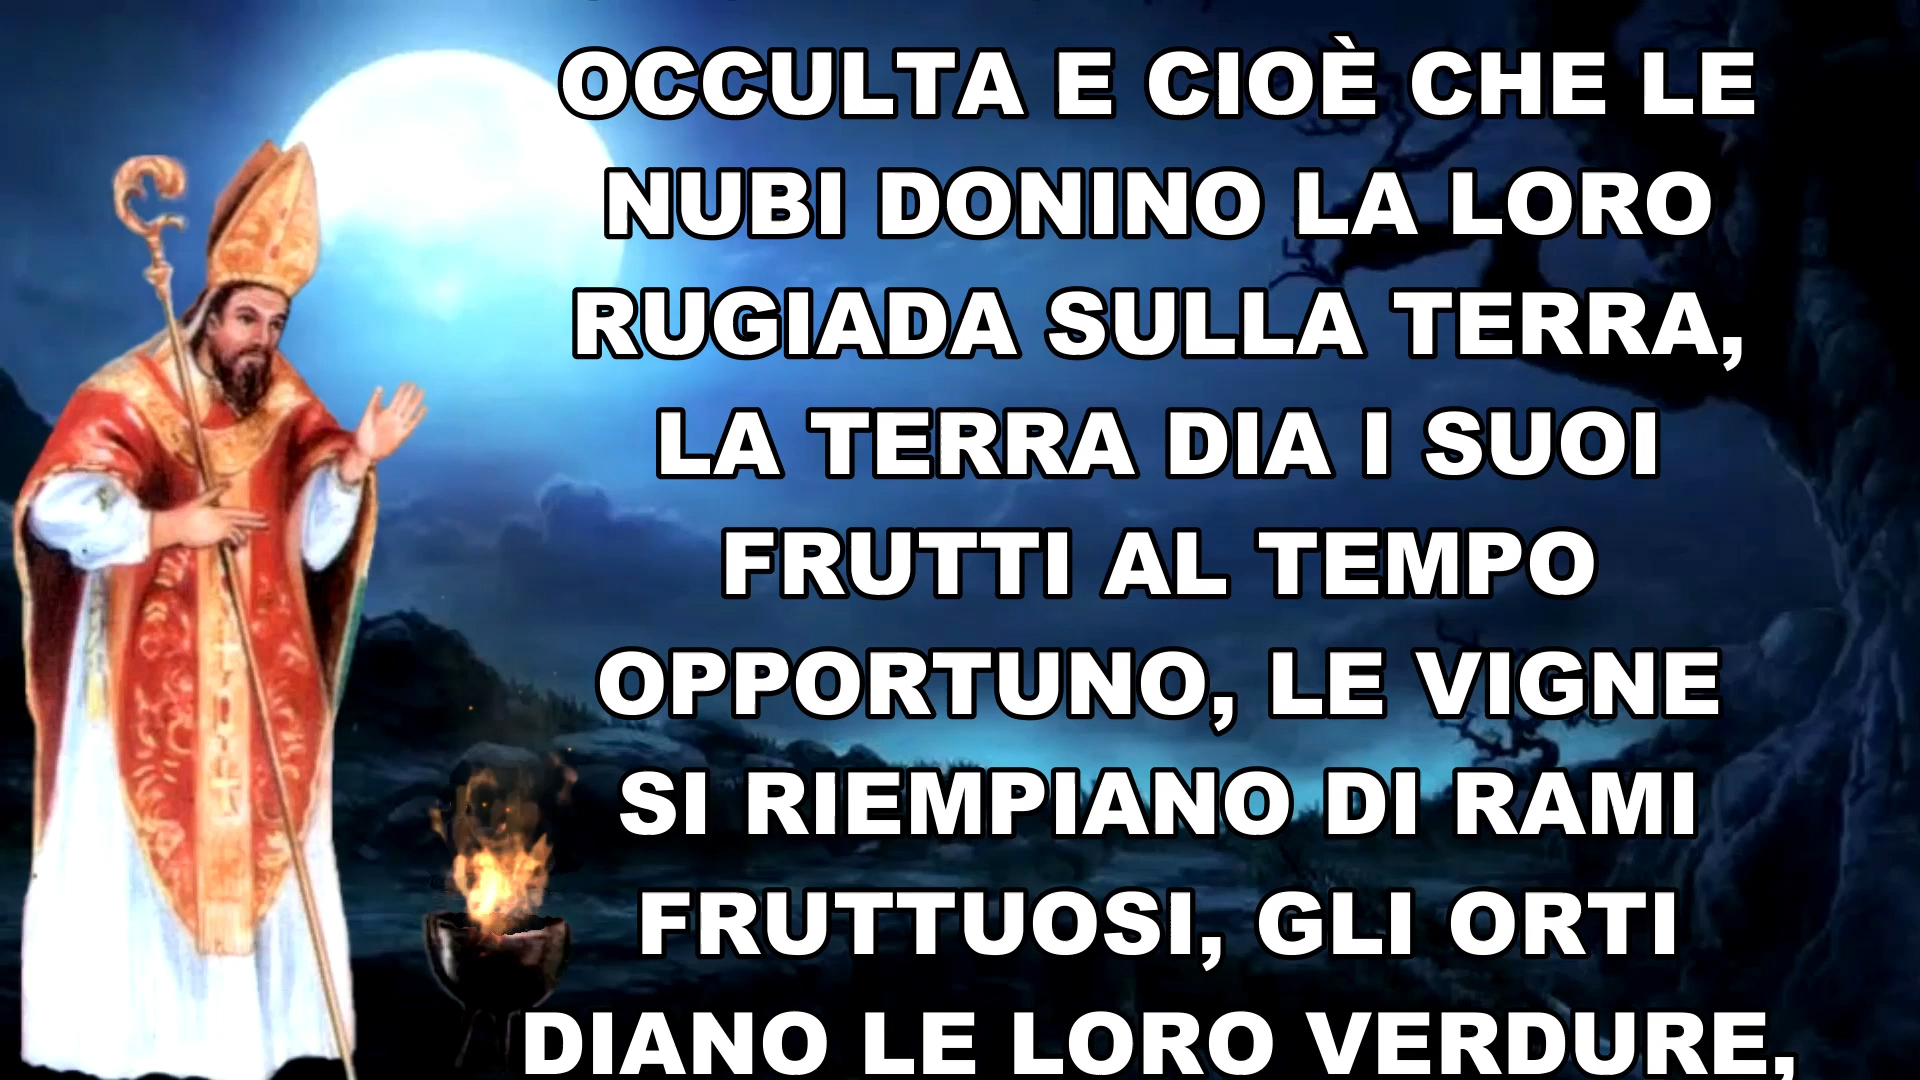 OCCULTA E CIOÈ CHE LE
NUBI DONINO LA LORO
RUGIADA SULLA TERRA,
LA TERRA DIA I SUOI
FRUTTI AL TEMPO
OPPORTUNO, LE VIGNE
SI RIEMPIANO DI RAMI
FRUTTUOSI, GLI ORTI
DIANO LE LORO VERDURE,